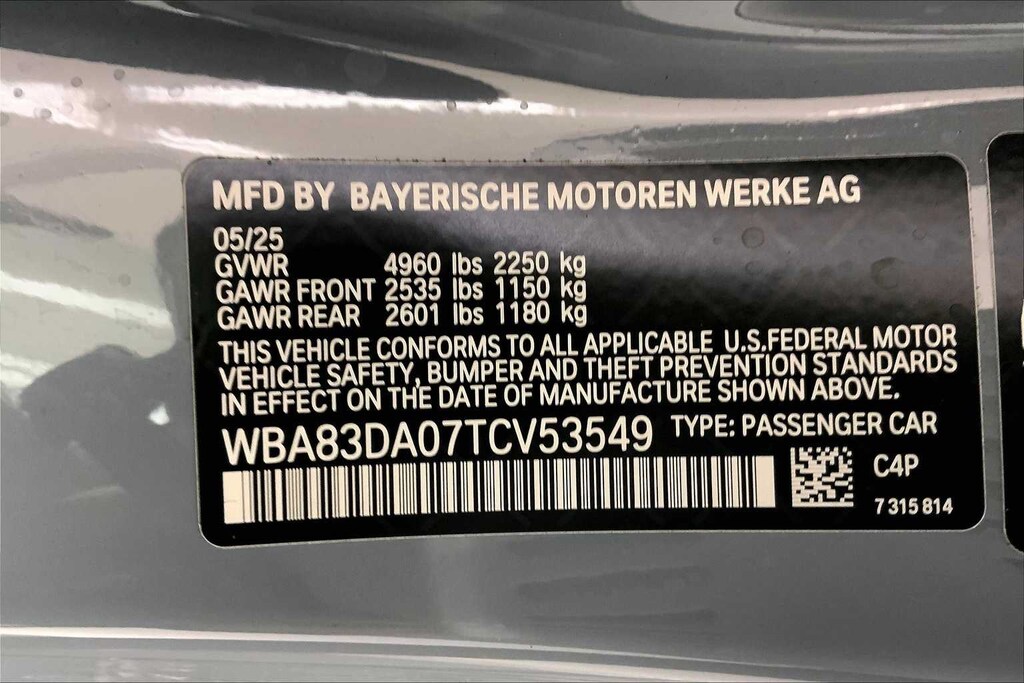 MFD BY BAYERISCHE MOTOREN WERKE AG
05/25
GVWR 4960 lbs 2250 kg
GAWR FRONT 2535 lbs 1150 kg
GAWR REAR 2601 lbs 1180 kg
THIS VEHICLE CONFORMS TO ALL APPLICABLE U.S.FEDERAL MOTOR
VEHICLE SAFETY, BUMPER AND THEFT PREVENTION STANDARDS
IN EFFECT ON THE DATE OF MANUFACTURE SHOWN ABOVE.
WBA83DA07TCV53549 TYPE: PASSENGER CAR
C4P
7 315 814